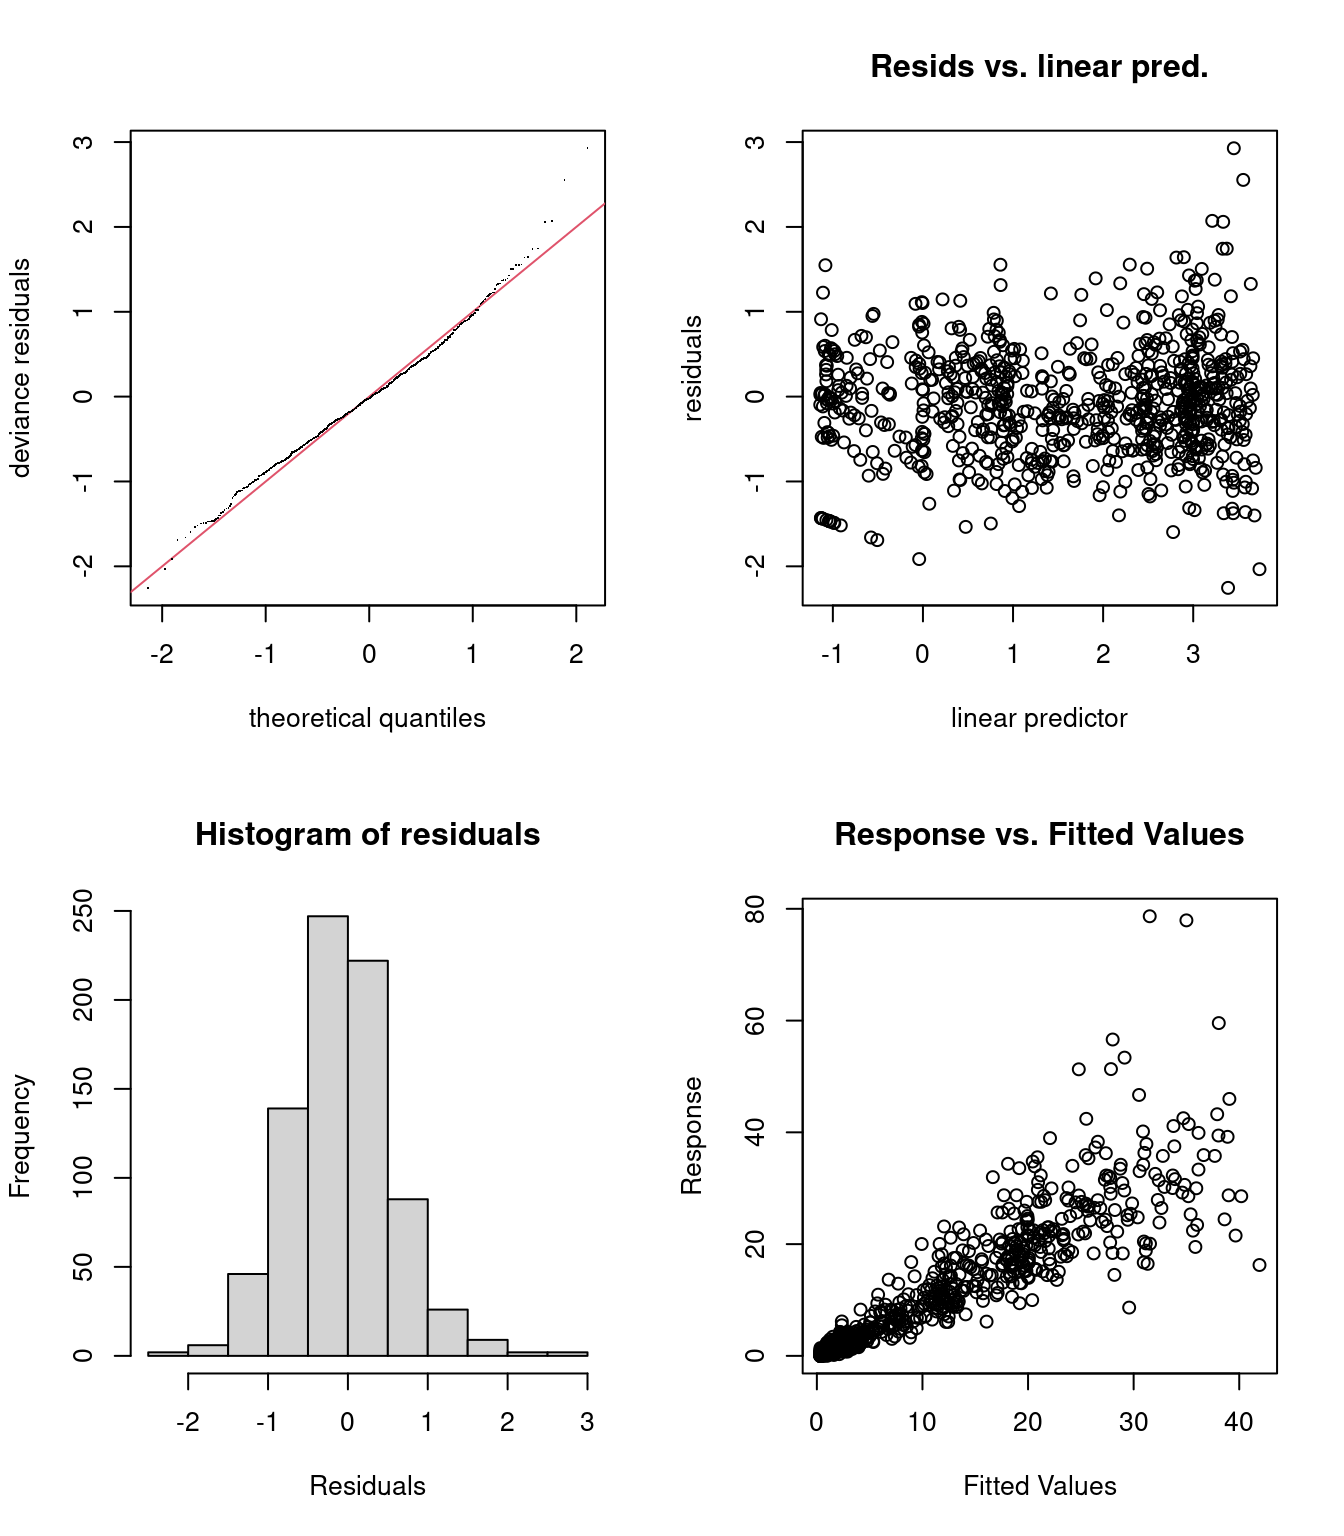 deviance residuals
3
2
1
0
-1
-2
-2 -1 0 1 2
theoretical quantiles
Resids vs. linear pred.
residuals
3
2
1
0
-1
-2
-1 0 1 2 3
linear predictor
Histogram of residuals
Frequency
250
200
150
100
50
0
-2 -1 0 1 2 3
Residuals
Response vs. Fitted Values
Response
80
60
40
20
0
0 10 20 30 40
Fitted Values